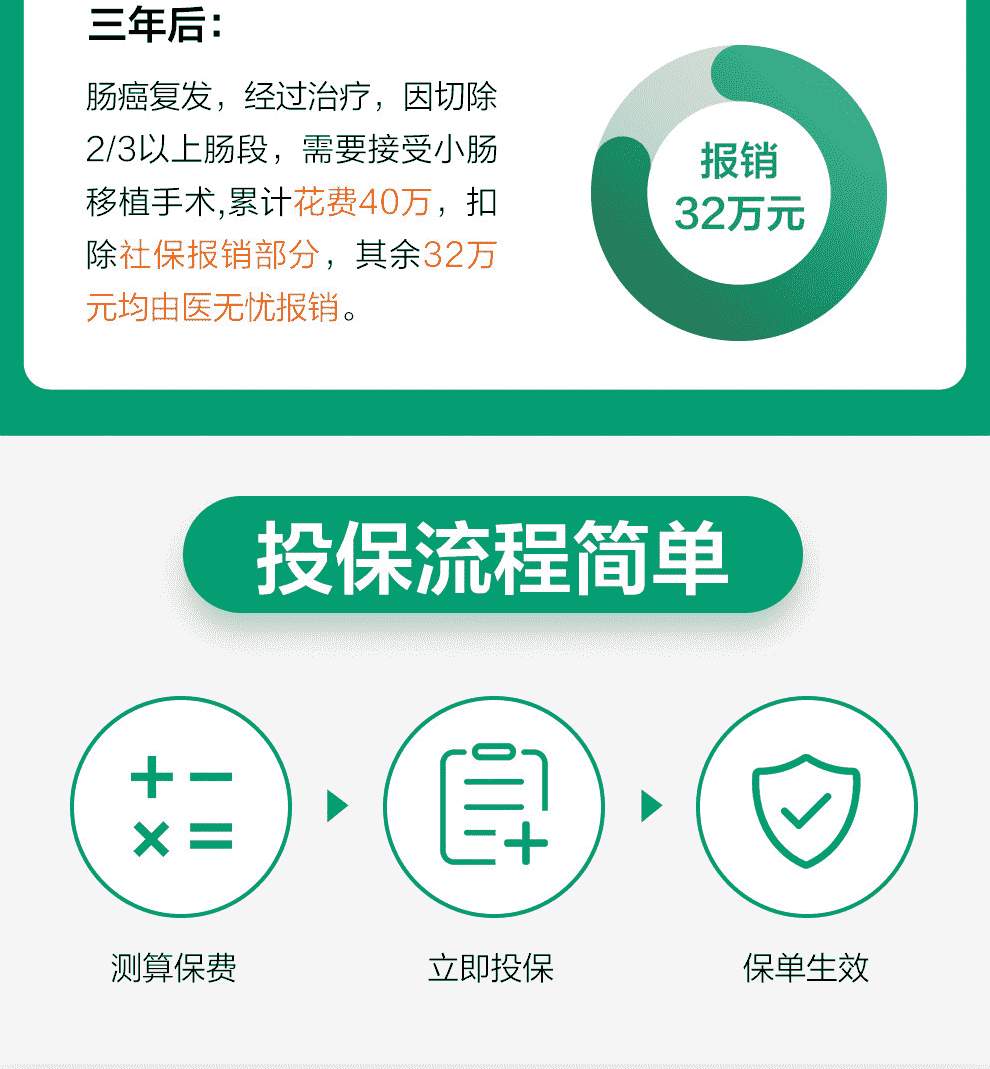 三年后：
肠癌复发，经过治疗，因切除
2/3以上肠段，需要接受小肠
移植手术,累计花费40万，扣
除社保报销部分，其余32万
元均由医无忧报销。
报销
32万元
投保流程简单
测算保费
立即投保
保单生效